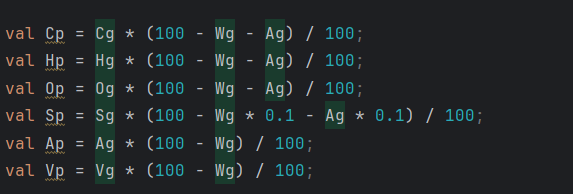 val Cp = Cg * (100 - Wg - Ag) / 100;
val Hp = Hg * (100 - Wg - Ag) / 100;
val Op = Og * (100 - Wg - Ag) / 100;
val Sp = Sg * (100 - Wg * 0.1 - Ag * 0.1) / 100;
val Ap = Ag * (100 - Wg) / 100;
val Vp = Vg * (100 - Wg) / 100;